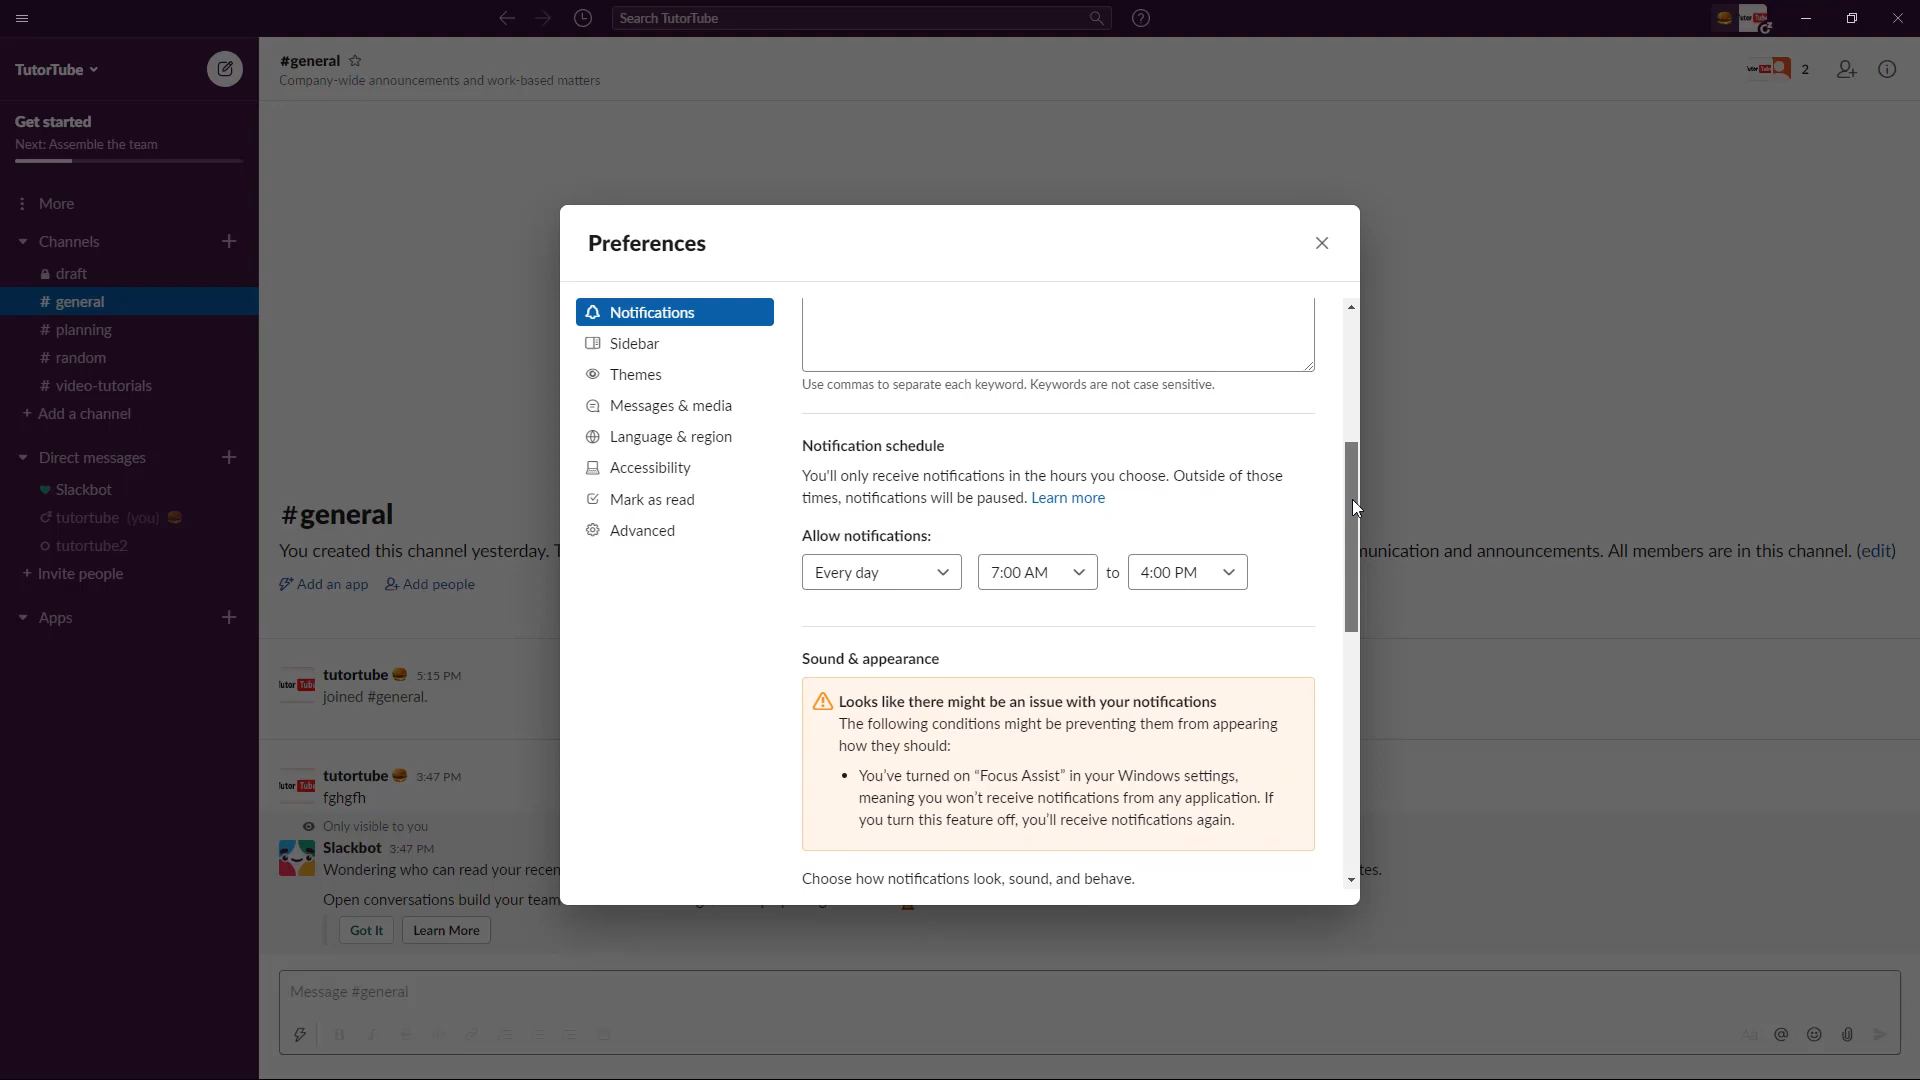 Search TutorTube
TutorTube
#general
Company-wide announcements and work-based matters
2
Get started
Next: Assemble the team
More
Channels
draft
# general
# planning
# random
# video-tutorials
+ Add a channel
Direct messages
Slackbot
tutortube (you)
tutortube2
+ Invite people
Apps
#general
You created this channel yesterday. T
munication and announcements. All members are in this channel. (edit)
Add an app
Add people
tutortube 5:15 PM
joined #general.
tutortube 3:47 PM
fghgfh
Only visible to you
Slackbot 3:47 PM
Wondering who can read your recen
tes.
Open conversations build your team
Got It
Learn More
Message #general
Preferences
Notifications
Sidebar
Themes
Messages & media
Language & region
Accessibility
Mark as read
Advanced
Use commas to separate each keyword. Keywords are not case sensitive.
Notification schedule
You'll only receive notifications in the hours you choose. Outside of those
times, notifications will be paused. Learn more
Allow notifications:
Every day
7:00 AM
to
4:00 PM
Sound & appearance
Looks like there might be an issue with your notifications
The following conditions might be preventing them from appearing
how they should:
• You’ve turned on “Focus Assist” in your Windows settings,
meaning you won’t receive notifications from any application. If
you turn this feature off, you’ll receive notifications again.
Choose how notifications look, sound, and behave.